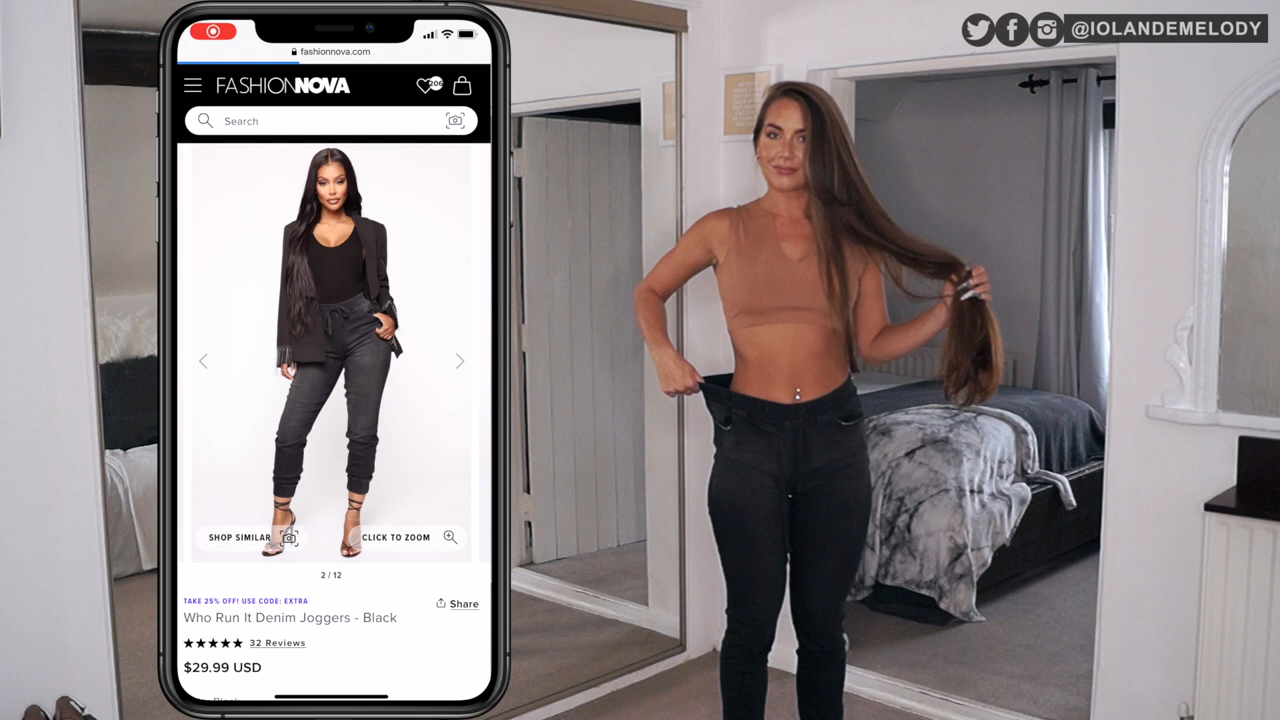 @IOLANDEMELODY
fashionnova.com
FASHIONNOVA
206
Search
SHOP SIMILAR
CLICK TO ZOOM
2 / 12
TAKE 25% OFF! USE CODE: EXTRA
Share
Who Run It Denim Joggers - Black
32 Reviews
$29.99 USD